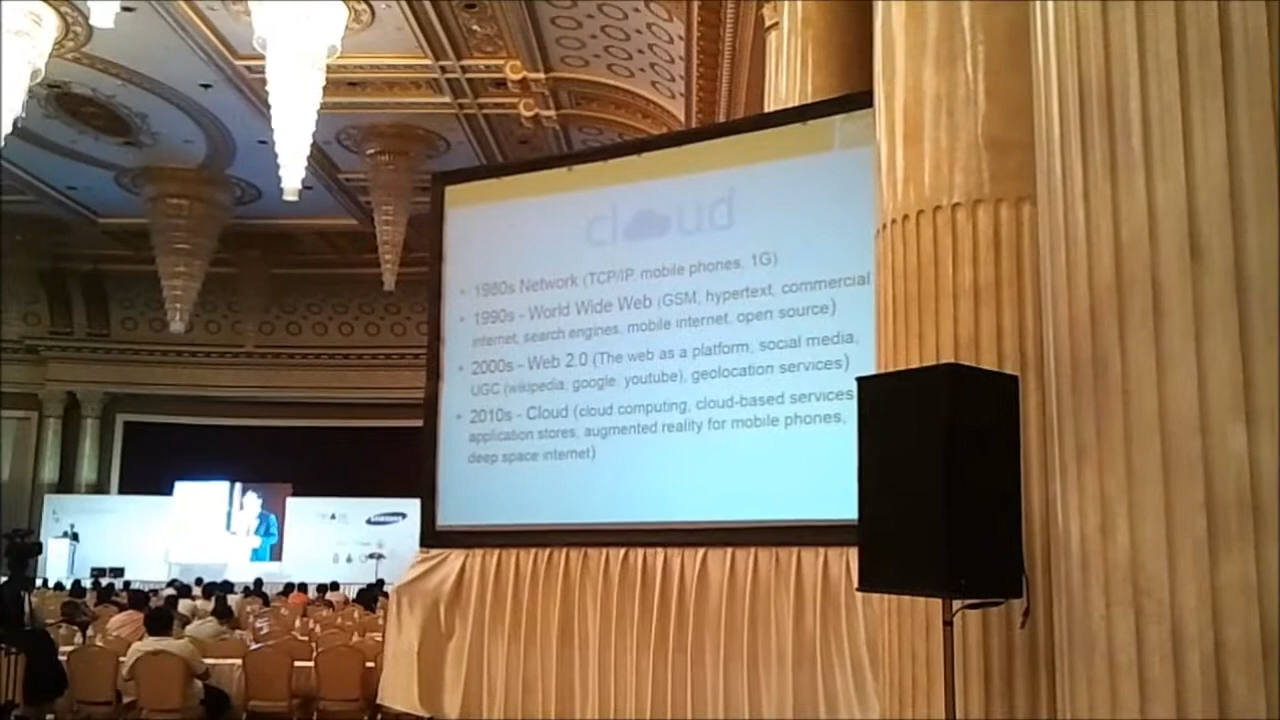 cloud
• 1980s Network (TCP/IP, mobile phones, 1G)
• 1990s - World Wide Web (GSM, hypertext, commercial
internet, search engines, mobile internet, open source)
• 2000s - Web 2.0 (The web as a platform, social media,
UGC (wikipedia, google, youtube), geolocation services)
• 2010s - Cloud (cloud computing, cloud-based services
application stores, augmented reality for mobile phones,
deep space internet)
SAMSUNG